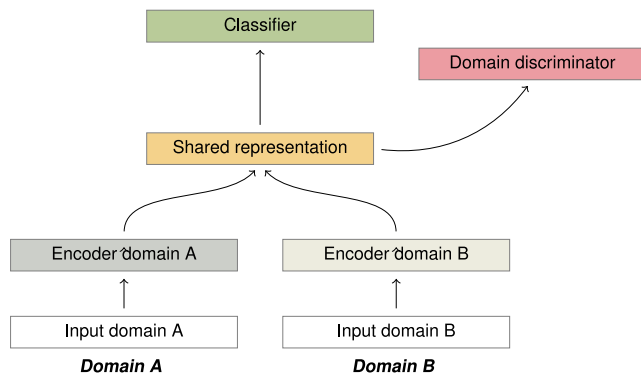 Classifier
Domain discriminator
Shared representation
Encoder domain A
Encoder domain B
Input domain A
Input domain B
Domain A
Domain B